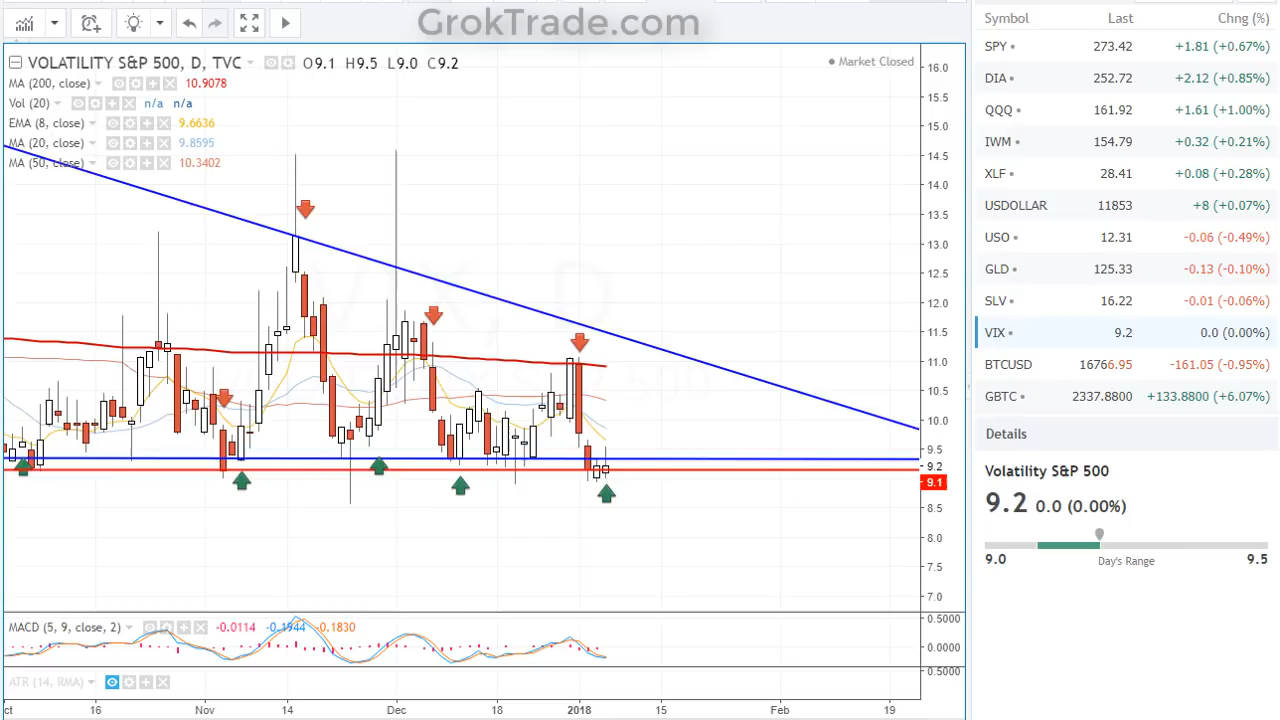 GrokTrade.com
VOLATILITY S&P 500, D, TVC O9.1 H9.5 L9.0 C9.2
Market Closed
MA (200, close) 10.9078
Vol (20) n/a n/a
EMA (8, close) 9.6636
MA (20, close) 9.8595
MA (50, close) 10.3402
VIX, D
16.0
15.5
15.0
14.5
14.0
13.5
13.0
12.5
12.0
11.5
11.0
10.5
10.0
9.5
9.2
9.1
8.5
8.0
7.5
7.0
MACD (5, 9, close, 2) -0.0114 -0.1944 -0.1830
0.5000
0.0000
0.5000
ATR (14, RMA)
ct 16 Nov 14 Dec 18 2018 15 Feb 19
Symbol Last Chng (%)
SPY 273.42 +1.81 (+0.67%)
DIA 252.72 +2.12 (+0.85%)
QQQ 161.92 +1.61 (+1.00%)
IWM 154.79 +0.32 (+0.21%)
XLF 28.41 +0.08 (+0.28%)
USDOLLAR 11853 +8 (+0.07%)
USO 12.31 -0.06 (-0.49%)
GLD 125.33 -0.13 (-0.10%)
SLV 16.22 -0.01 (-0.06%)
VIX 9.2 0.0 (0.00%)
BTCUSD 16766.95 -161.05 (-0.95%)
GBTC 2337.8800 +133.8800 (+6.07%)
Details
Volatility S&P 500
9.2 0.0 (0.00%)
9.0 Day's Range 9.5